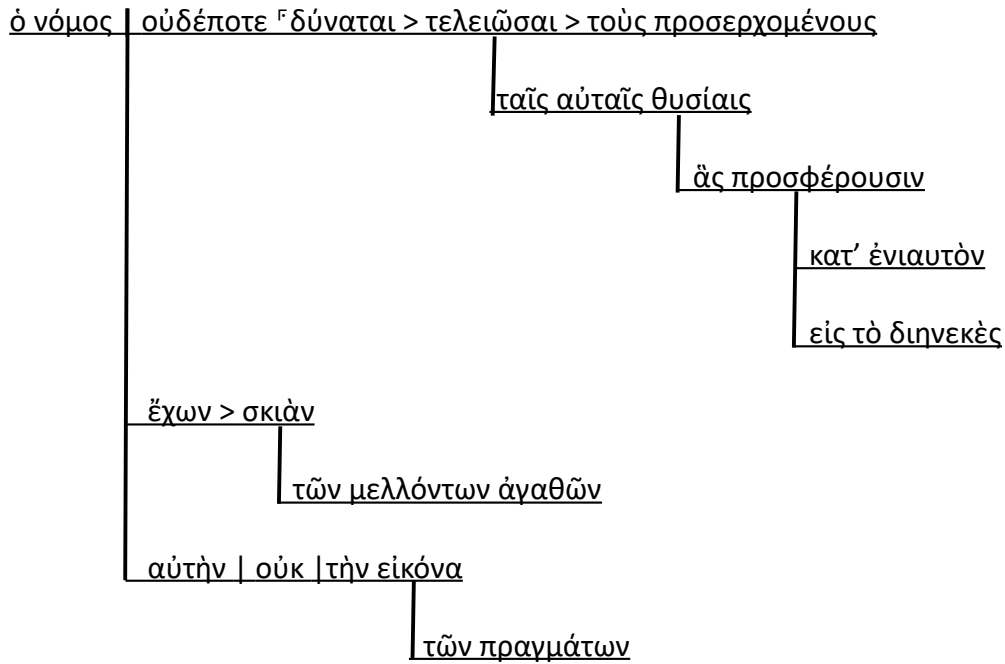 ὁ νόμος | οὐδέποτε ⸀δύναται > τελειῶσαι > τοὺς προσερχομένους
ταῖς αὐταῖς θυσίαις
ἃς προσφέρουσιν
κατ’ ἐνιαυτὸν
εἰς τὸ διηνεκὲς
ἔχων > σκιὰν
τῶν μελλόντων ἀγαθῶν
αὐτὴν | οὐκ |τὴν εἰκόνα
τῶν πραγμάτων